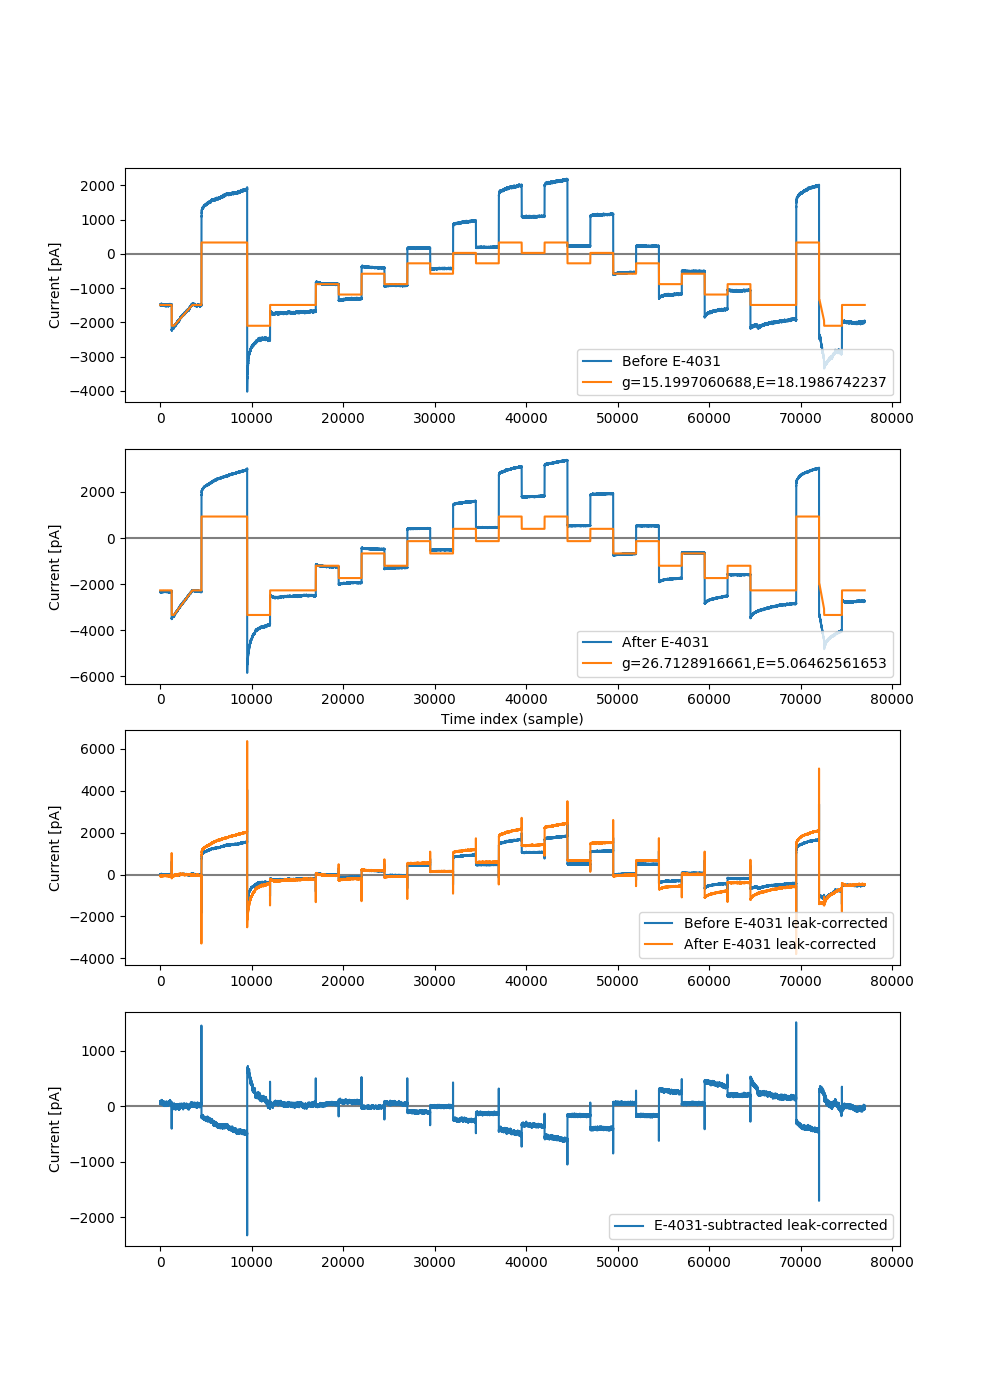 2000
1000
0
−1000
−2000
−3000
−4000
Current [pA]
Before E-4031
g=15.1997060688,E=18.1986742237
0 10000 20000 30000 40000 50000 60000 70000 80000
2000
0
−2000
−4000
−6000
Current [pA]
After E-4031
g=26.7128916661,E=5.06462561653
0 10000 20000 30000 40000 50000 60000 70000 80000
Time index (sample)
6000
4000
2000
0
−2000
−4000
Current [pA]
Before E-4031 leak-corrected
After E-4031 leak-corrected
0 10000 20000 30000 40000 50000 60000 70000 80000
1000
0
−1000
−2000
Current [pA]
E-4031-subtracted leak-corrected
0 10000 20000 30000 40000 50000 60000 70000 80000